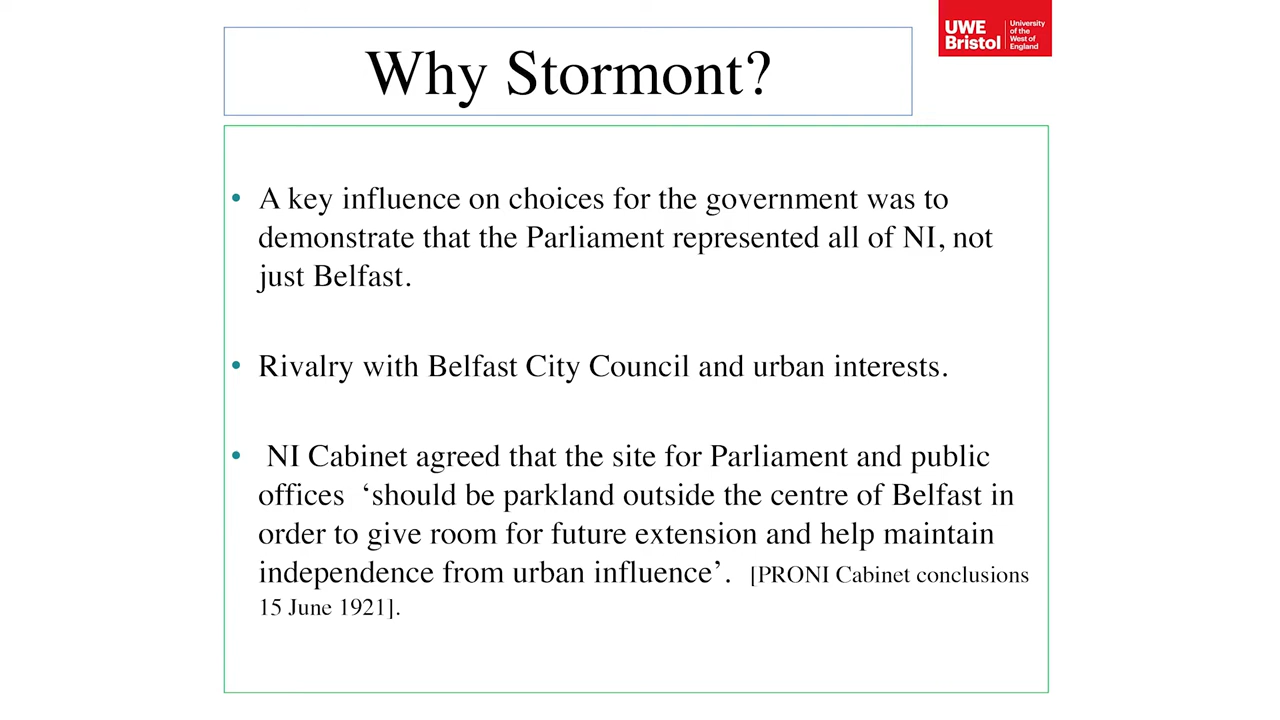 UWE
Bristol
University
of the
West of
England
Why Stormont?
• A key influence on choices for the government was to
demonstrate that the Parliament represented all of NI, not
just Belfast.
• Rivalry with Belfast City Council and urban interests.
• NI Cabinet agreed that the site for Parliament and public
offices ‘should be parkland outside the centre of Belfast in
order to give room for future extension and help maintain
independence from urban influence’. [PRONI Cabinet conclusions
15 June 1921].